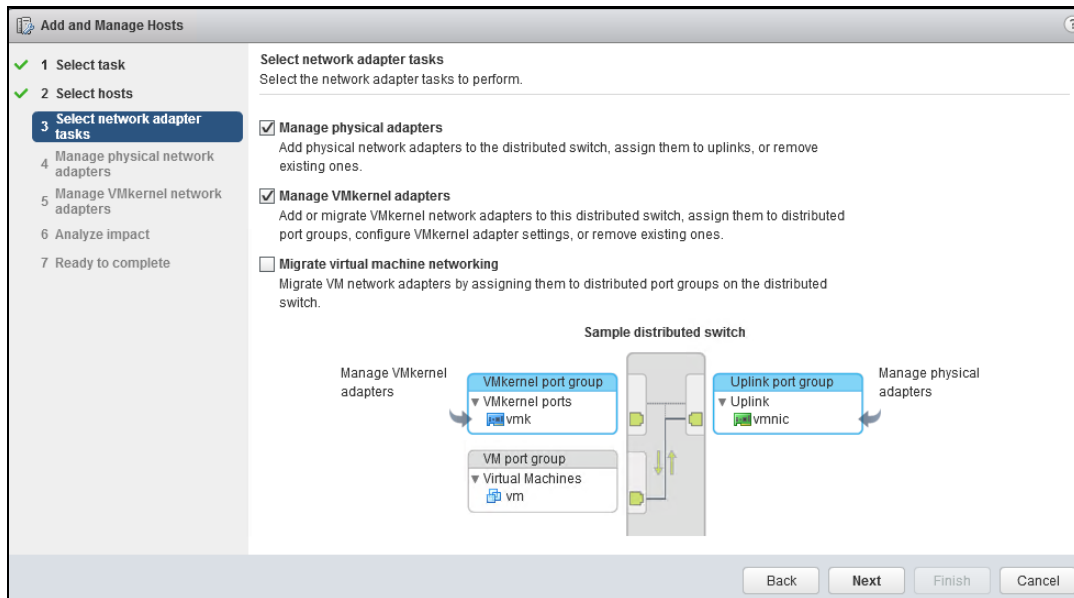 Add and Manage Hosts
?
1 Select task
2 Select hosts
3 Select network adapter
tasks
4 Manage physical network
adapters
5 Manage VMkernel network
adapters
6 Analyze impact
7 Ready to complete
Select network adapter tasks
Select the network adapter tasks to perform.
Manage physical adapters
Add physical network adapters to the distributed switch, assign them to uplinks, or remove
existing ones.
Manage VMkernel adapters
Add or migrate VMkernel network adapters to this distributed switch, assign them to distributed
port groups, configure VMkernel adapter settings, or remove existing ones.
Migrate virtual machine networking
Migrate VM network adapters by assigning them to distributed port groups on the distributed
switch.
Sample distributed switch
Manage VMkernel
adapters
VMkernel port group
VMkernel ports
vmk
VM port group
Virtual Machines
vm
Uplink port group
Uplink
vmnic
Manage physical
adapters
Back
Next
Finish
Cancel